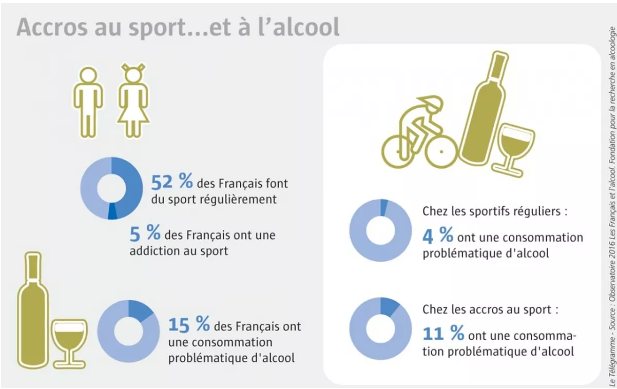 Accros au sport...et à l'alcool
52 % des Français font
du sport régulièrement
5 % des Français ont une
addiction au sport
15 % des Français ont
une consommation
problématique d'alcool
Chez les sportifs réguliers :
4 % ont une consommation
problématique d'alcool
Chez les accros au sport :
11 % ont une consomma-
tion problématique d'alcool
Le Télégramme - Source : Observatoire 2016 Les Français et l'alcool. Fondation pour la recherche en alcoologie